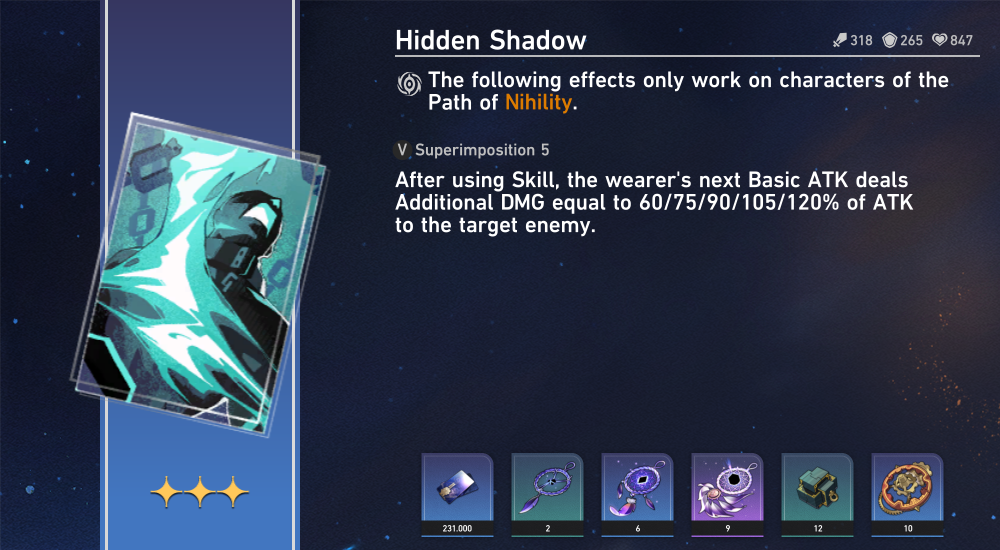 Hidden Shadow
318 265 847
The following effects only work on characters of the
Path of Nihility.
V Superimposition 5
After using Skill, the wearer's next Basic ATK deals
Additional DMG equal to 60/75/90/105/120% of ATK
to the target enemy.
231.000 2 6 9 12 10